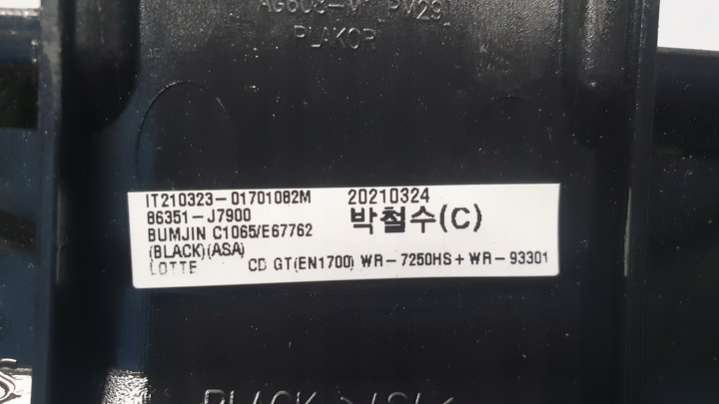 PLAKOR
IT210323-01701082M 20210324
86351-J7900 박철수(C)
BUMJIN C1065/E67762
(BLACK)(ASA)
LOTTE CD GT(EN1700) WR-7250HS+WR-93301